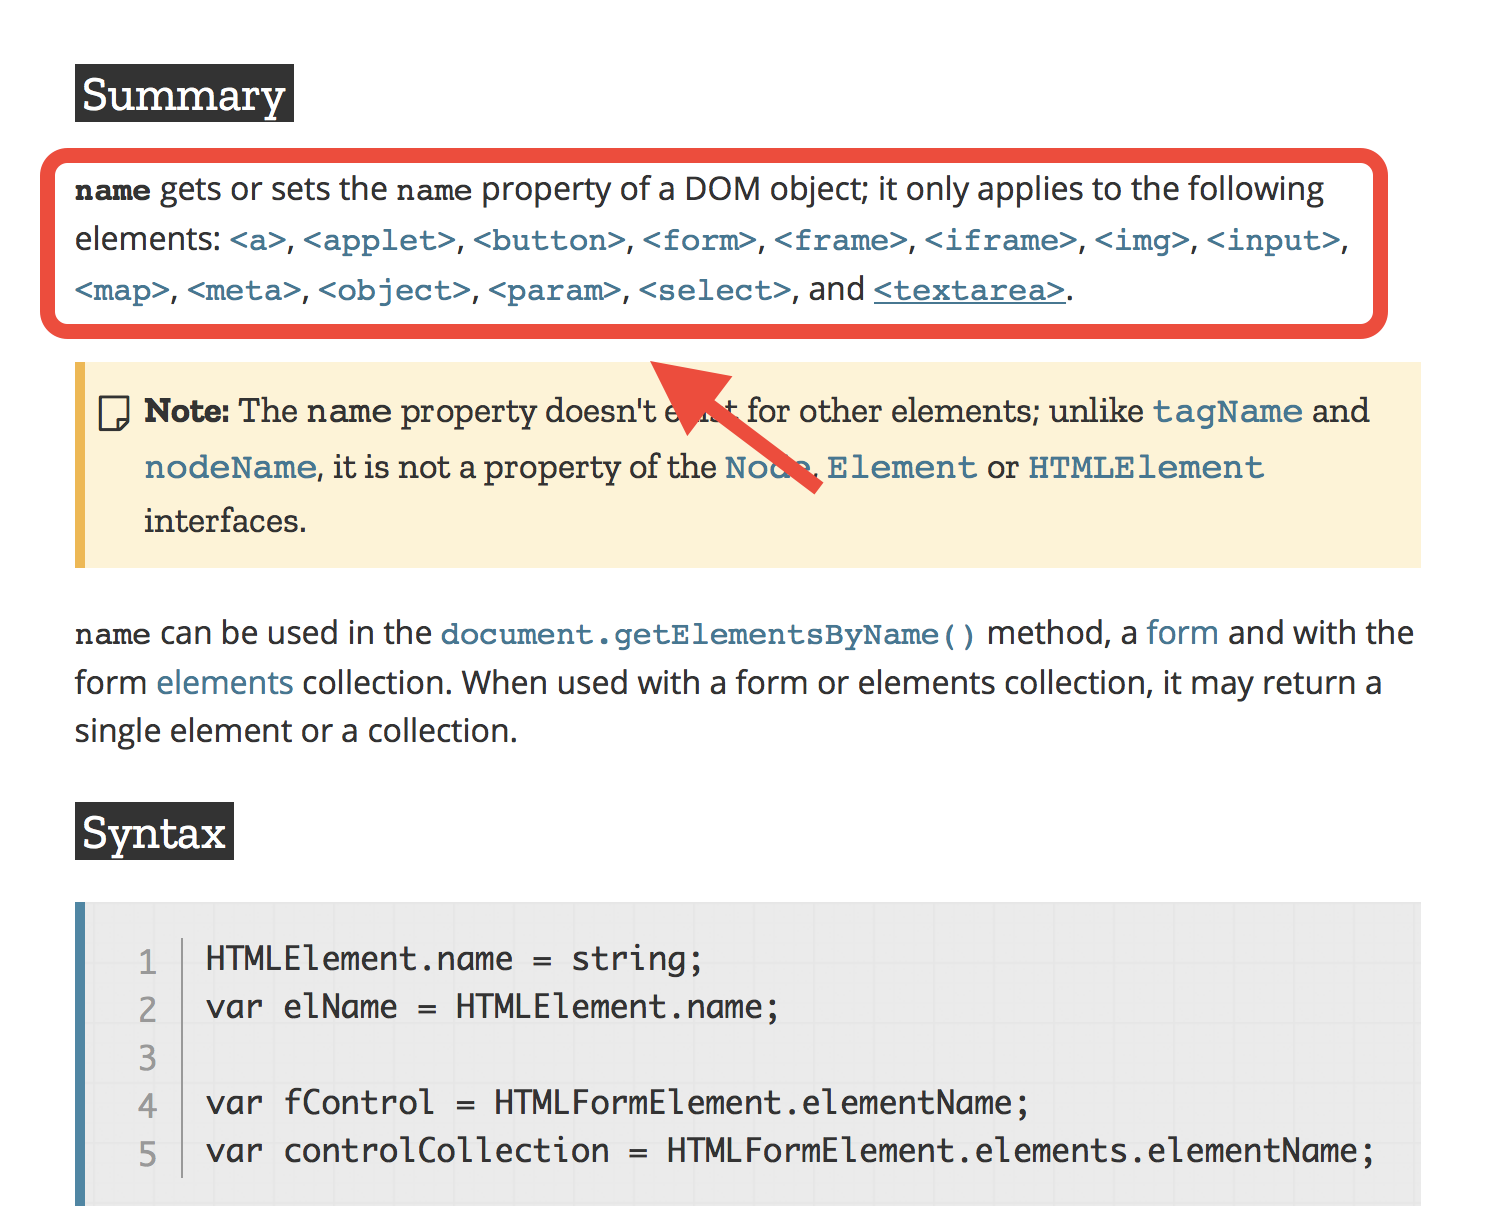 Summary
name gets or sets the name property of a DOM object; it only applies to the following
elements: <a>, <applet>, <button>, <form>, <frame>, <iframe>, <img>, <input>,
<map>, <meta>, <object>, <param>, <select>, and <textarea>.
Note: The name property doesn't exist for other elements; unlike tagName and
nodeName, it is not a property of the Node, Element or HTMLElement
interfaces.
name can be used in the document.getElementsByName() method, a form and with the
form elements collection. When used with a form or elements collection, it may return a
single element or a collection.
Syntax
1 HTMLElement.name = string;
2 var elName = HTMLElement.name;
3
4 var fControl = HTMLFormElement.elementName;
5 var controlCollection = HTMLFormElement.elements.elementName;